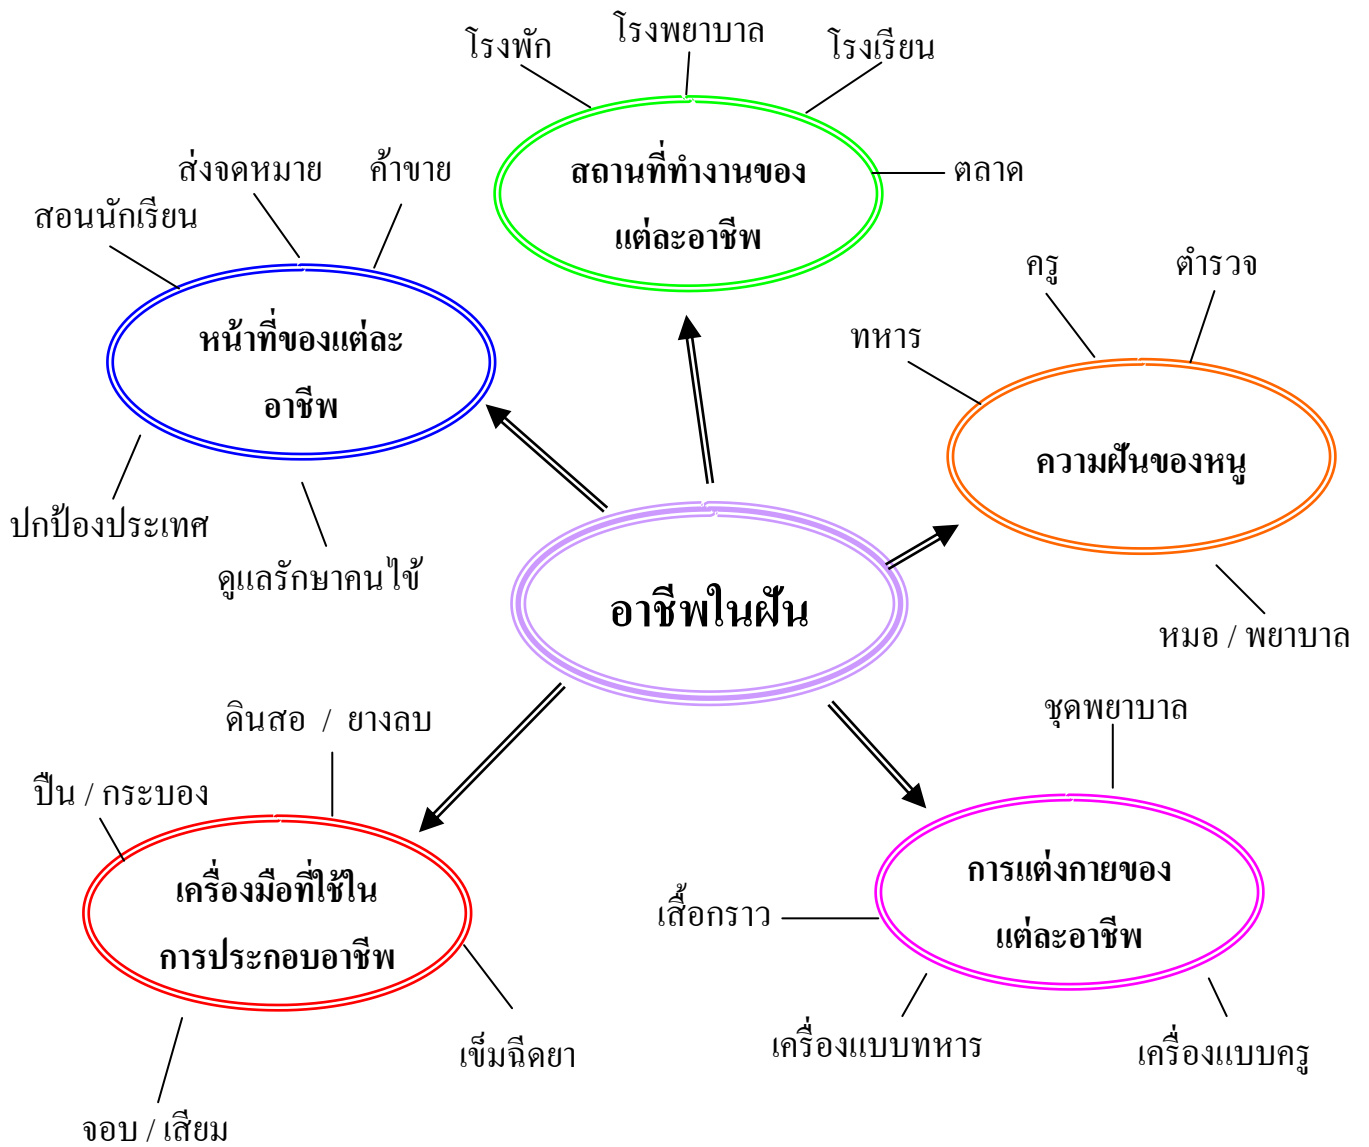 โรงพัก
โรงพยาบาล
โรงเรียน
ตลาด
สถานที่ทำงานของ
แต่ละอาชีพ
ส่งจดหมาย
ค้าขาย
สอนนักเรียน
หน้าที่ของแต่ละ
อาชีพ
ปกป้องประเทศ
ดูแลรักษาคนไข้
ครู
ตำรวจ
ทหาร
ความฝันของหนู
หมอ / พยาบาล
อาชีพในฝัน
ดินสอ / ยางลบ
ปืน / กระบอง
เครื่องมือที่ใช้ใน
การประกอบอาชีพ
เข็มฉีดยา
จอบ / เสียม
ชุดพยาบาล
การแต่งกายของ
แต่ละอาชีพ
เสื้อกราว
เครื่องแบบทหาร
เครื่องแบบครู